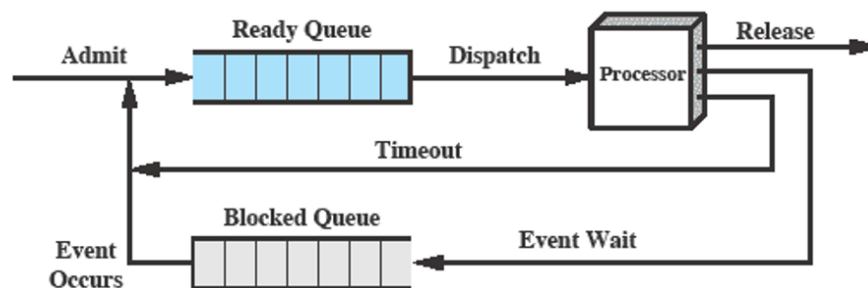 Ready Queue
Release
Admit
Dispatch
Processor
Timeout
Blocked Queue
Event Wait
Event
Occurs